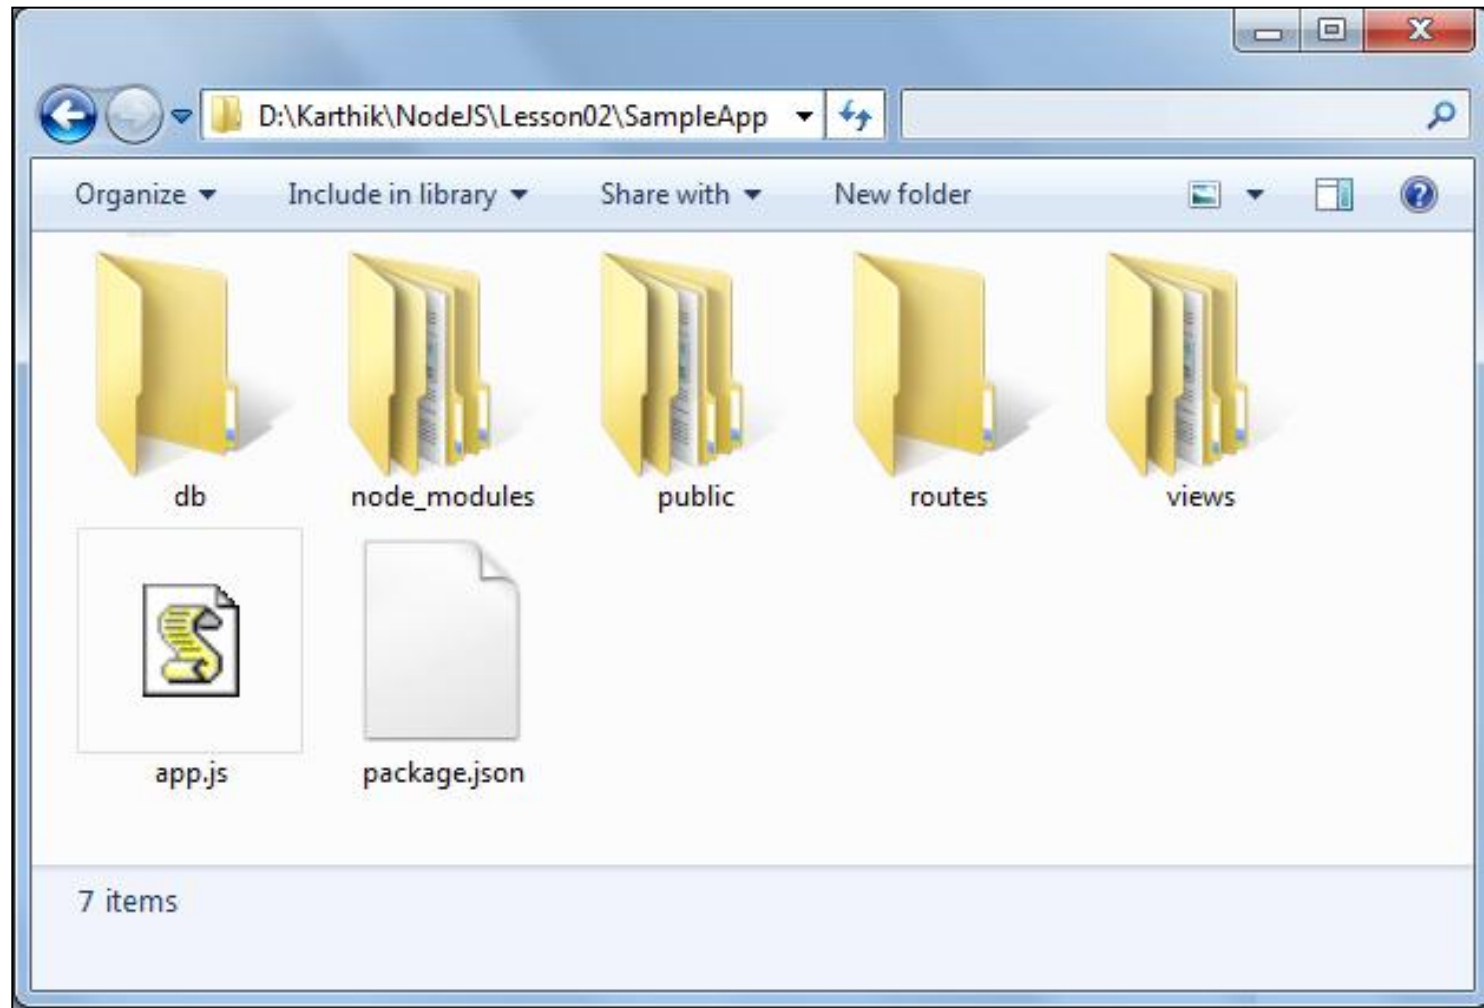 D:\Karthik\NodeJS\Lesson02\SampleApp
Organize Include in library Share with New folder
db node_modules public routes views
app.js package.json
7 items